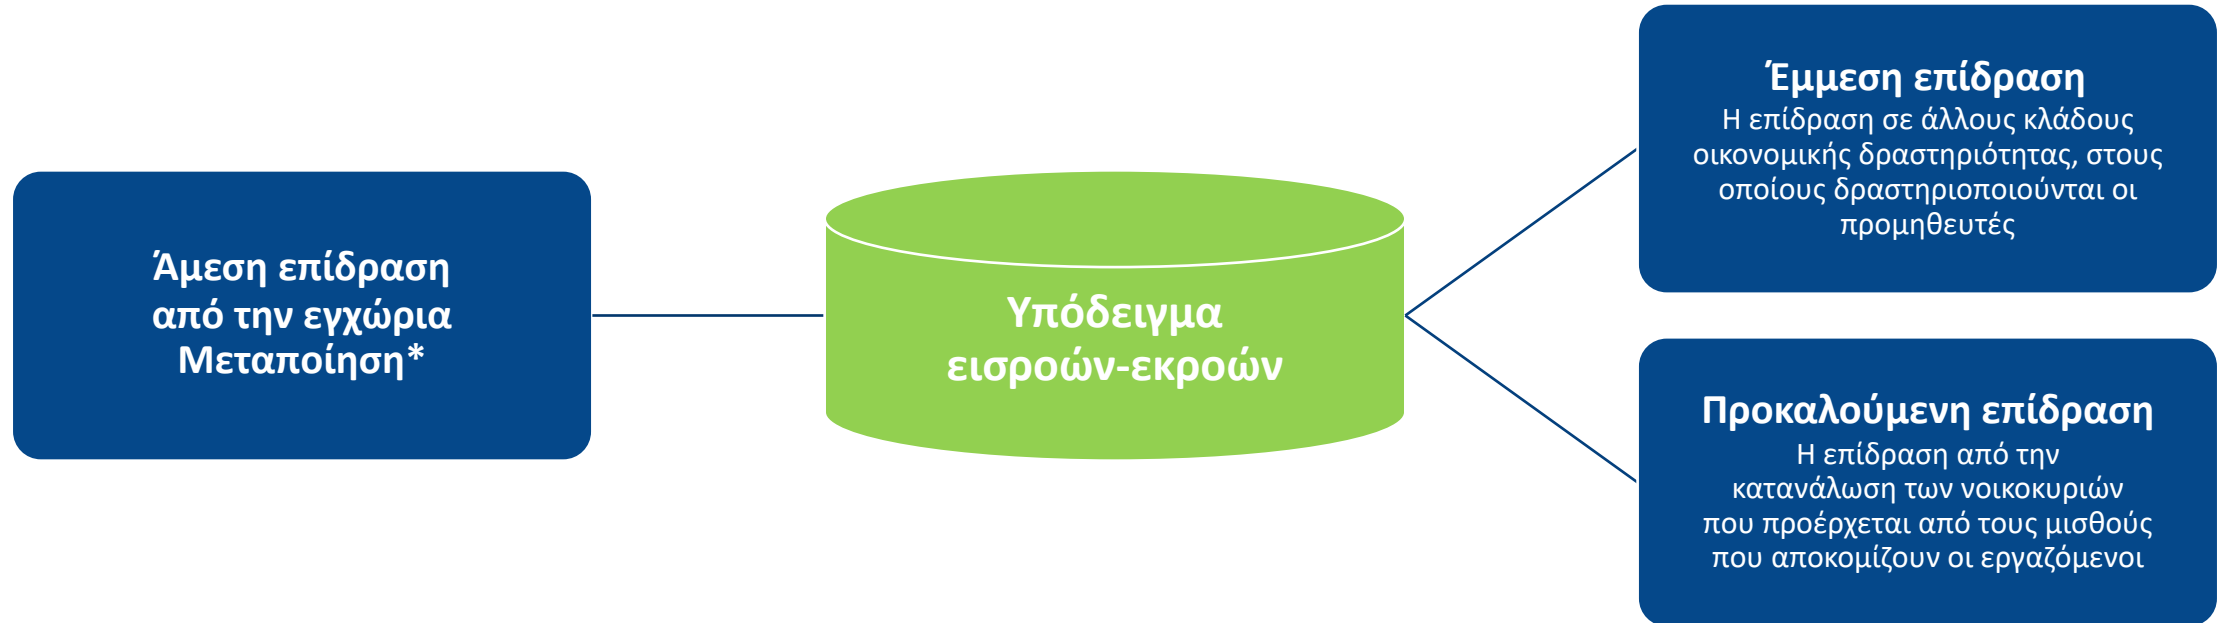 Άμεση επίδραση
από την εγχώρια
Μεταποίηση*
Υπόδειγμα
εισροών-εκροών
Έμμεση επίδραση
Η επίδραση σε άλλους κλάδους
οικονομικής δραστηριότητας, στους
οποίους δραστηριοποιούνται οι
προμηθευτές
Προκαλούμενη επίδραση
Η επίδραση από την
κατανάλωση των νοικοκυριών
που προέρχεται από τους μισθούς
που αποκομίζουν οι εργαζόμενοι